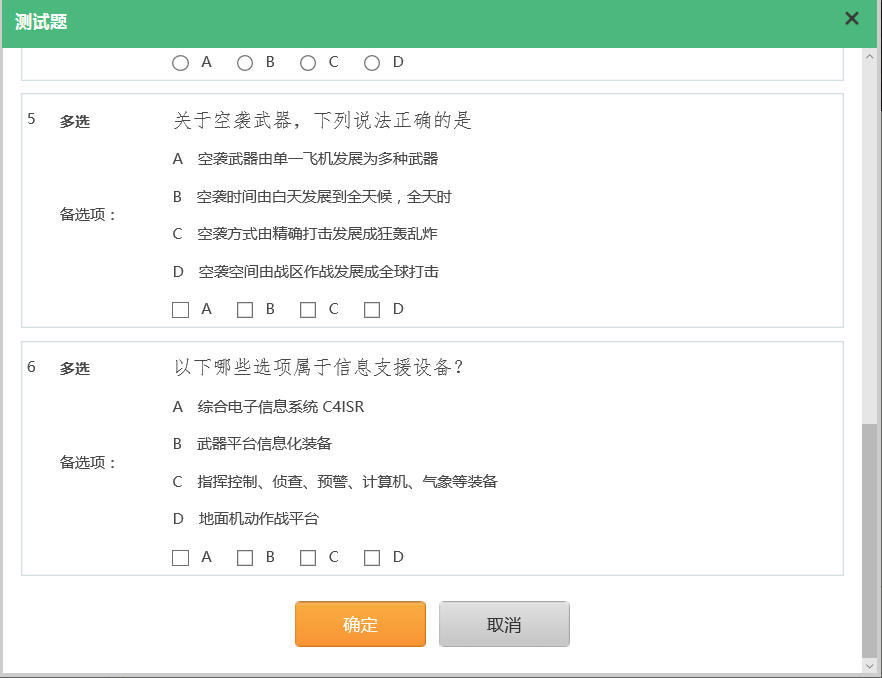 测试题
A B C D
5 多选 关于空袭武器，下列说法正确的是
A 空袭武器由单一飞机发展为多种武器
B 空袭时间由白天发展到全天候，全天时
备选项：
C 空袭方式由精确打击发展成狂轰乱炸
D 空袭空间由战区作战发展成全球打击
A B C D
6 多选 以下哪些选项属于信息支援设备？
A 综合电子信息系统 C4ISR
B 武器平台信息化装备
备选项：
C 指挥控制、侦查、预警、计算机、气象等装备
D 地面机动作战平台
A B C D
确定 取消